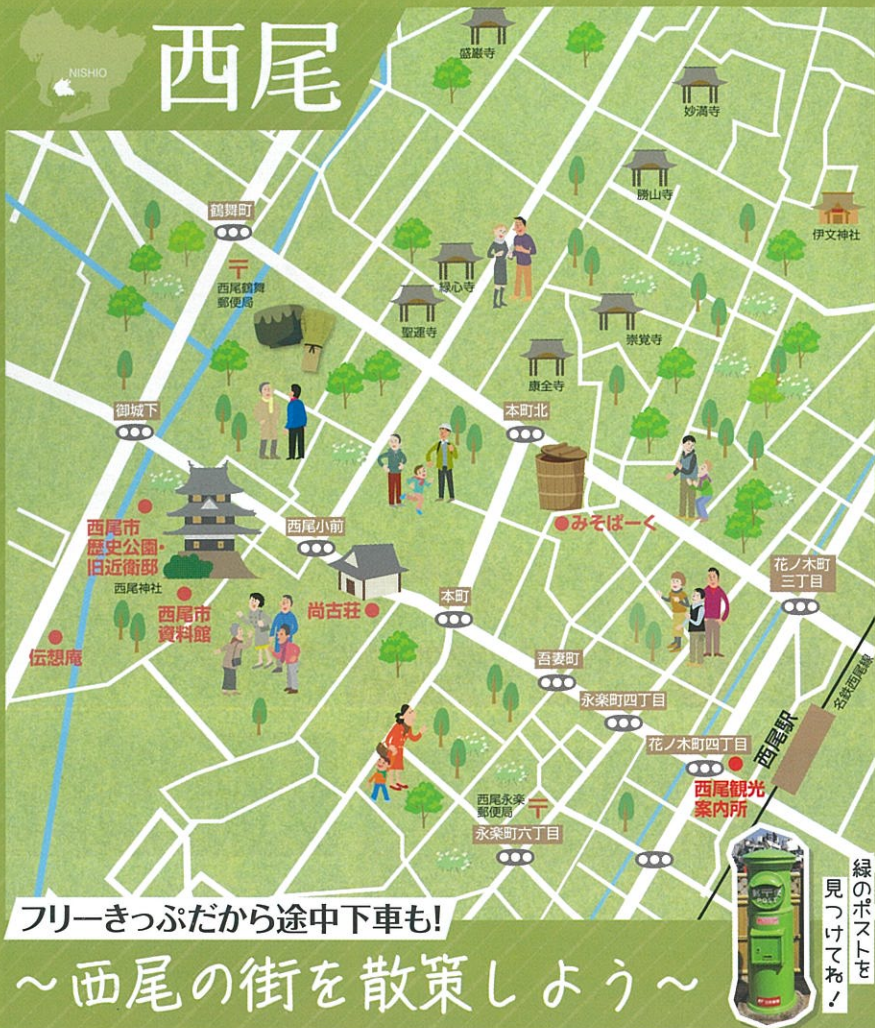 NISHIO
西尾
盛巌寺
妙満寺
勝山寺
伊文神社
鶴舞町
西尾鶴舞
郵便局
緑心寺
聖運寺
崇覚寺
康全寺
御城下
本町北
みそぱーく
西尾市
歴史公園・
旧近衛邸
西尾小前
西尾神社
西尾市
資料館
尚古荘
本町
花ノ木町
三丁目
伝想庵
吾妻町
永楽町四丁目
花ノ木町四丁目
西尾駅
名鉄西尾線
西尾観光
案内所
西尾永楽
郵便局
永楽町六丁目
緑のポストを
見つけてね!
フリーきっぷだから途中下車も!
~西尾の街を散策しよう~